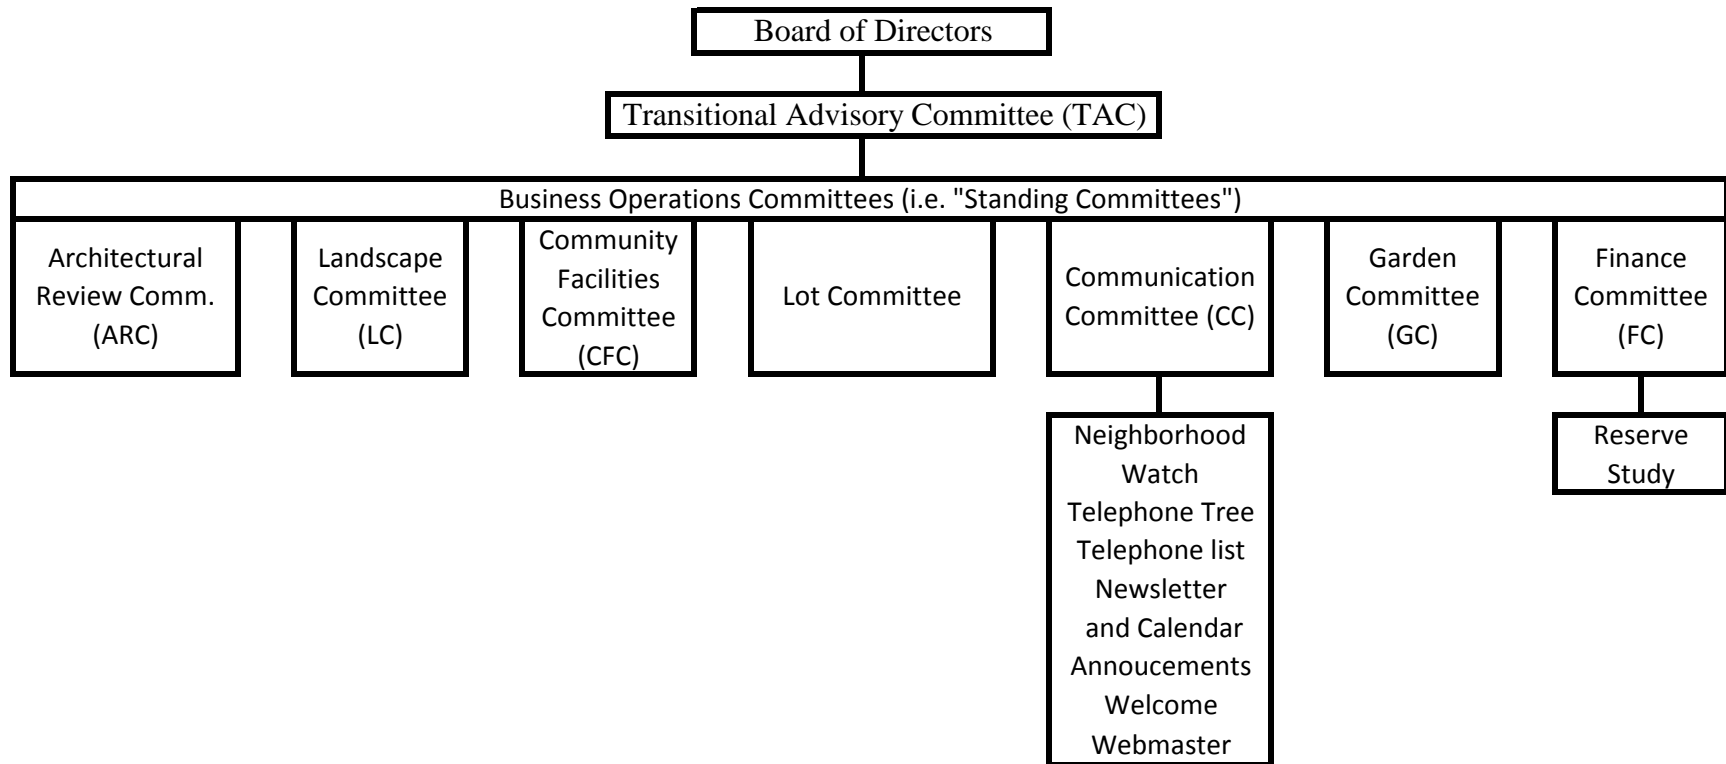 Board of Directors
Transitional Advisory Committee (TAC)
Business Operations Committees (i.e. "Standing Committees")
Architectural
Review Comm.
(ARC)
Landscape
Committee
(LC)
Community
Facilities
Committee
(CFC)
Lot Committee
Communication
Committee (CC)
Garden
Committee
(GC)
Finance
Committee
(FC)
Neighborhood
Watch
Telephone Tree
Telephone list
Newsletter
and Calendar
Annoucements
Welcome
Webmaster
Reserve
Study